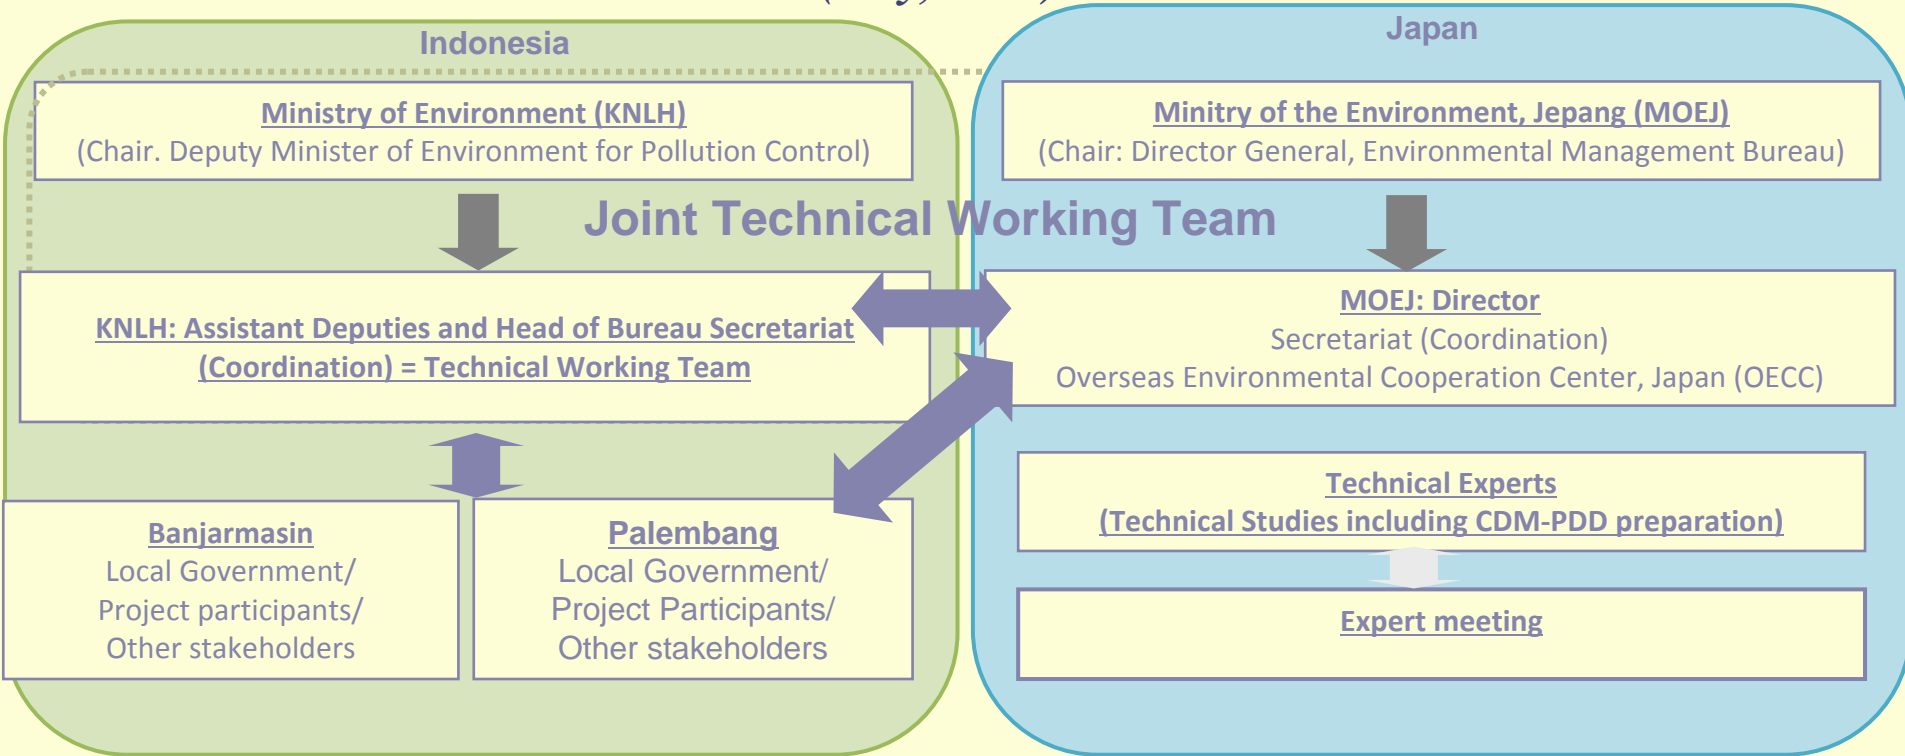 Indonesia
Ministry of Environment (KNLH)
(Chair. Deputy Minister of Environment for Pollution Control)
Japan
Minitry of the Environment, Jepang (MOEJ)
(Chair: Director General, Environmental Management Bureau)
Joint Technical Working Team
KNLH: Assistant Deputies and Head of Bureau Secretariat
(Coordination) = Technical Working Team
MOEJ: Director
Secretariat (Coordination)
Overseas Environmental Cooperation Center, Japan (OECC)
Banjarmasin
Local Government/
Project participants/
Other stakeholders
Palembang
Local Government/
Project Participants/
Other stakeholders
Technical Experts
(Technical Studies including CDM-PDD preparation)
Expert meeting